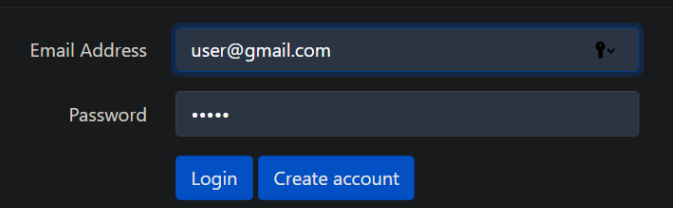 Email Address user@gmail.com
Password •••••
Login Create account